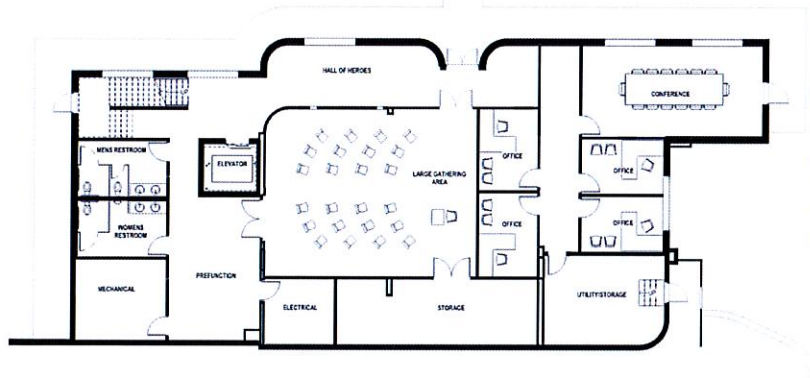 HALL OF HEROES
CONFERENCE
MENS RESTROOM
ELEVATOR
OFFICE
LARGE GATHERING
AREA
OFFICE
OFFICE
OFFICE
WOMENS
RESTROOM
PREFUNCTION
MECHANICAL
ELECTRICAL
STORAGE
UTILITY/STORAGE